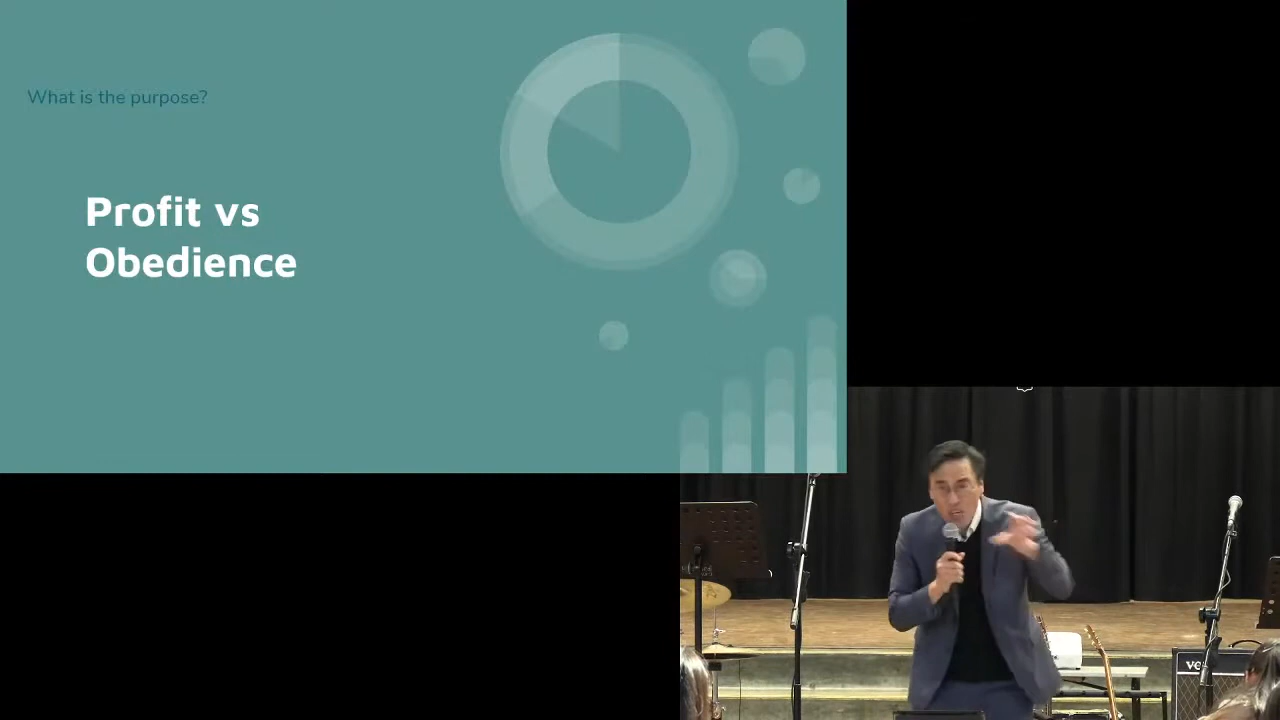 What is the purpose?
Profit vs
Obedience